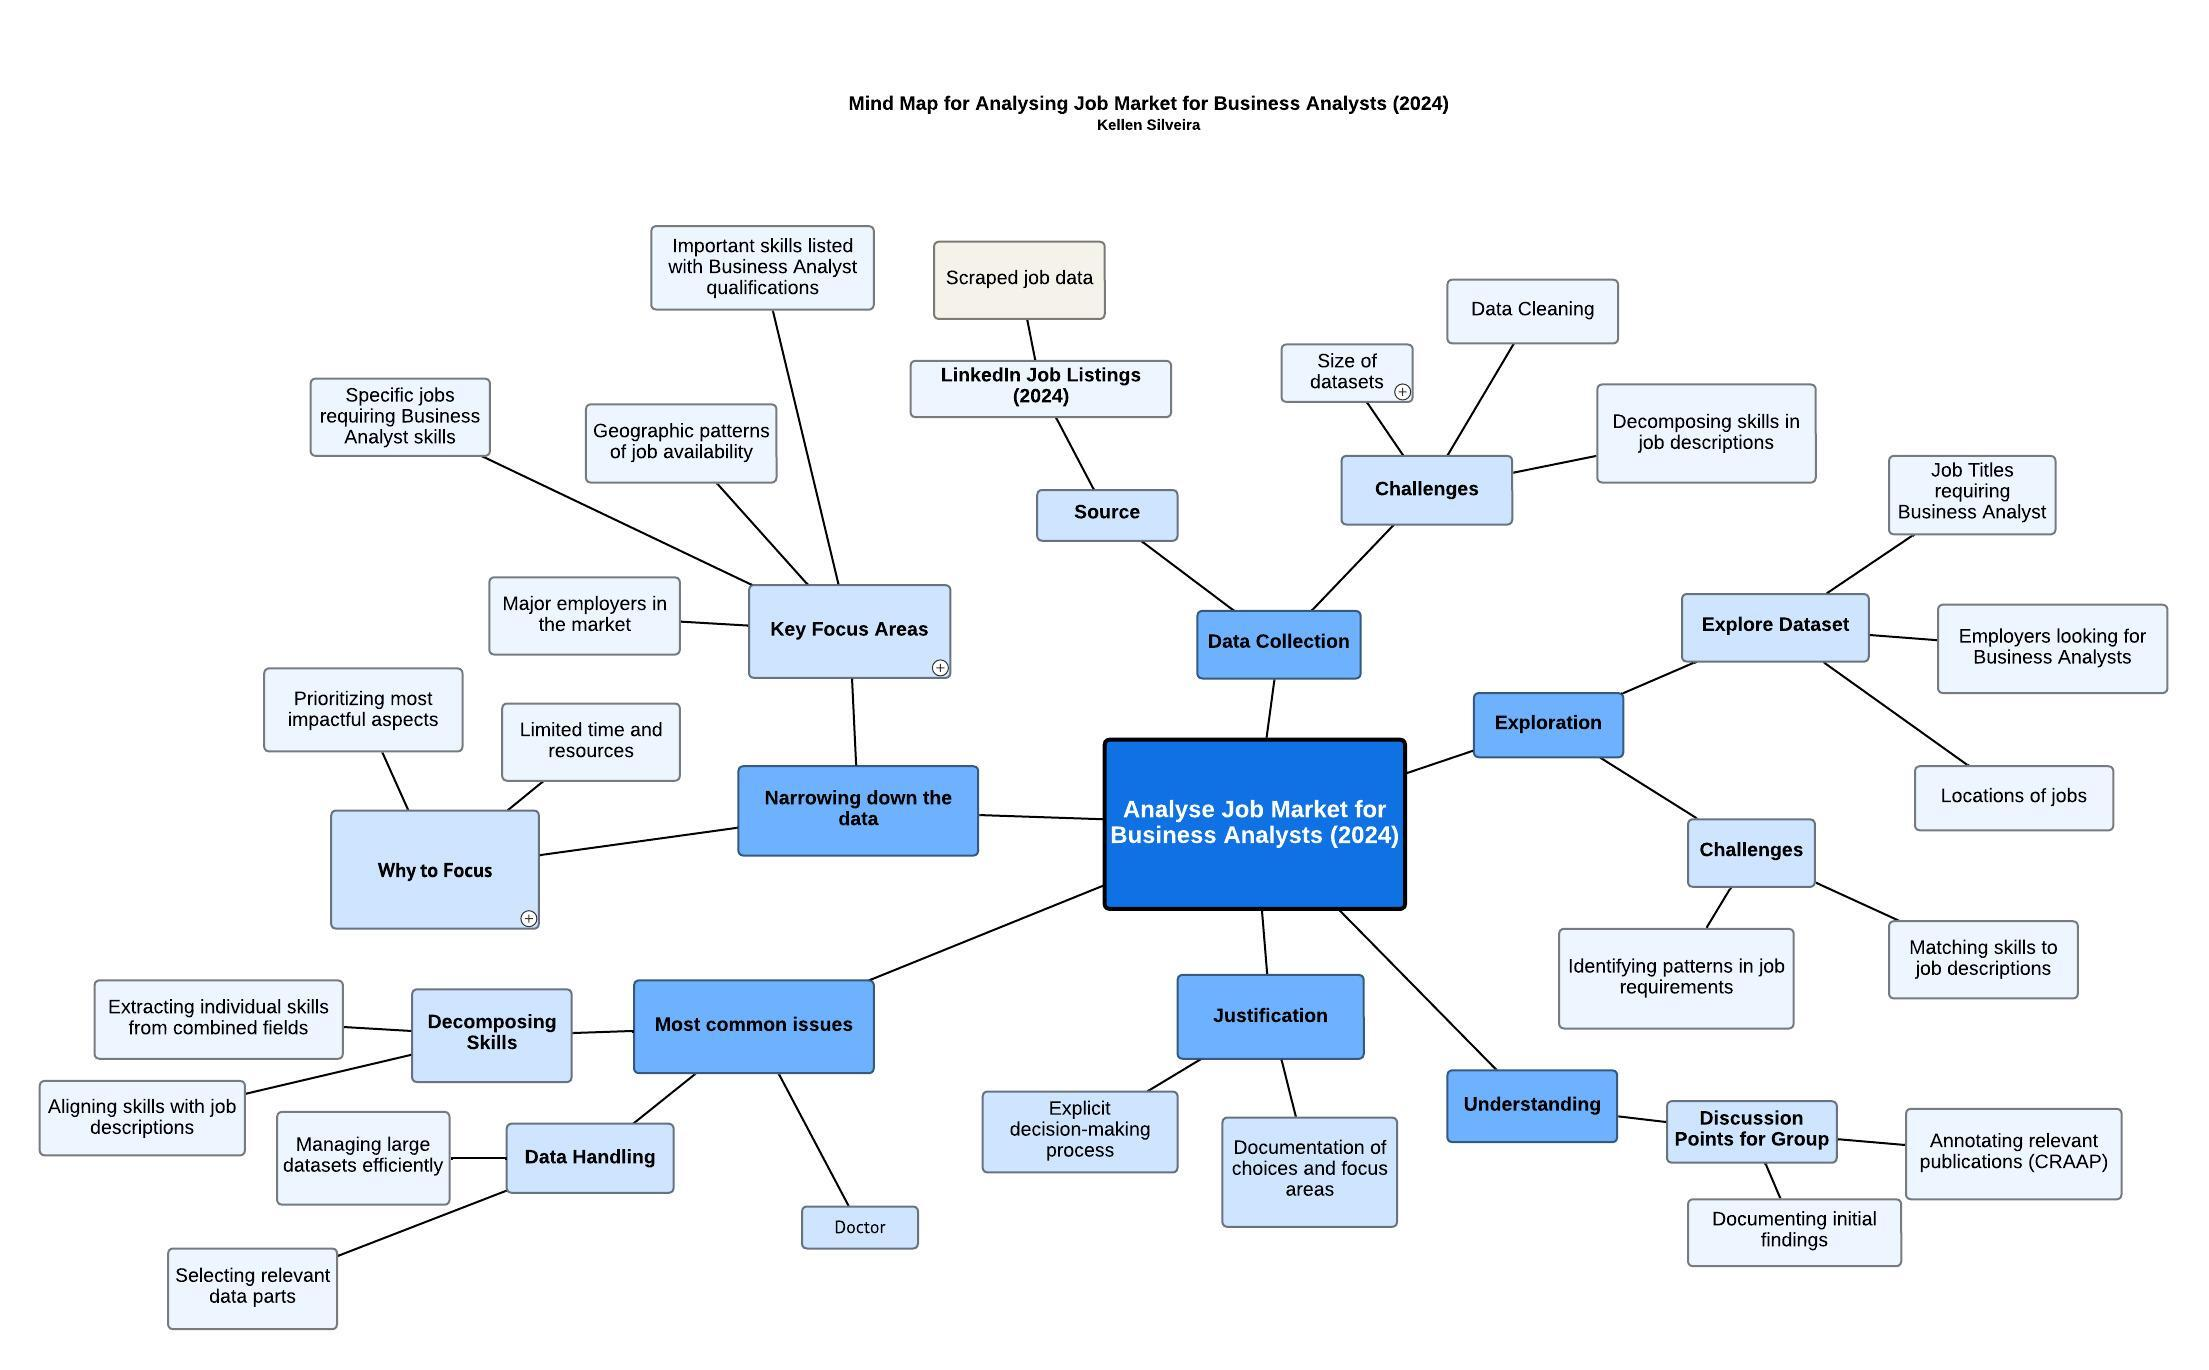 Mind Map for Analysing Job Market for Business Analysts (2024)
Kellen Silveira
Important skills listed
with Business Analyst
qualifications
Scraped job data
Data Cleaning
Size of
datasets
LinkedIn Job Listings
(2024)
Specific jobs
requiring Business
Analyst skills
Geographic patterns
of job availability
Decomposing skills in
job descriptions
Challenges
Source
Job Titles
requiring
Business Analyst
Major employers in
the market
Key Focus Areas
Data Collection
Explore Dataset
Employers looking for
Business Analysts
Prioritizing most
impactful aspects
Limited time and
resources
Exploration
Narrowing down the
data
Analyse Job Market for
Business Analysts (2024)
Locations of jobs
Why to Focus
Challenges
Identifying patterns in job
requirements
Matching skills to
job descriptions
Extracting individual skills
from combined fields
Decomposing
Skills
Most common issues
Justification
Aligning skills with job
descriptions
Managing large
datasets efficiently
Data Handling
Explicit
decision-making
process
Documentation of
choices and focus
areas
Understanding
Discussion
Points for Group
Annotating relevant
publications (CRAAP)
Documenting initial
findings
Doctor
Selecting relevant
data parts